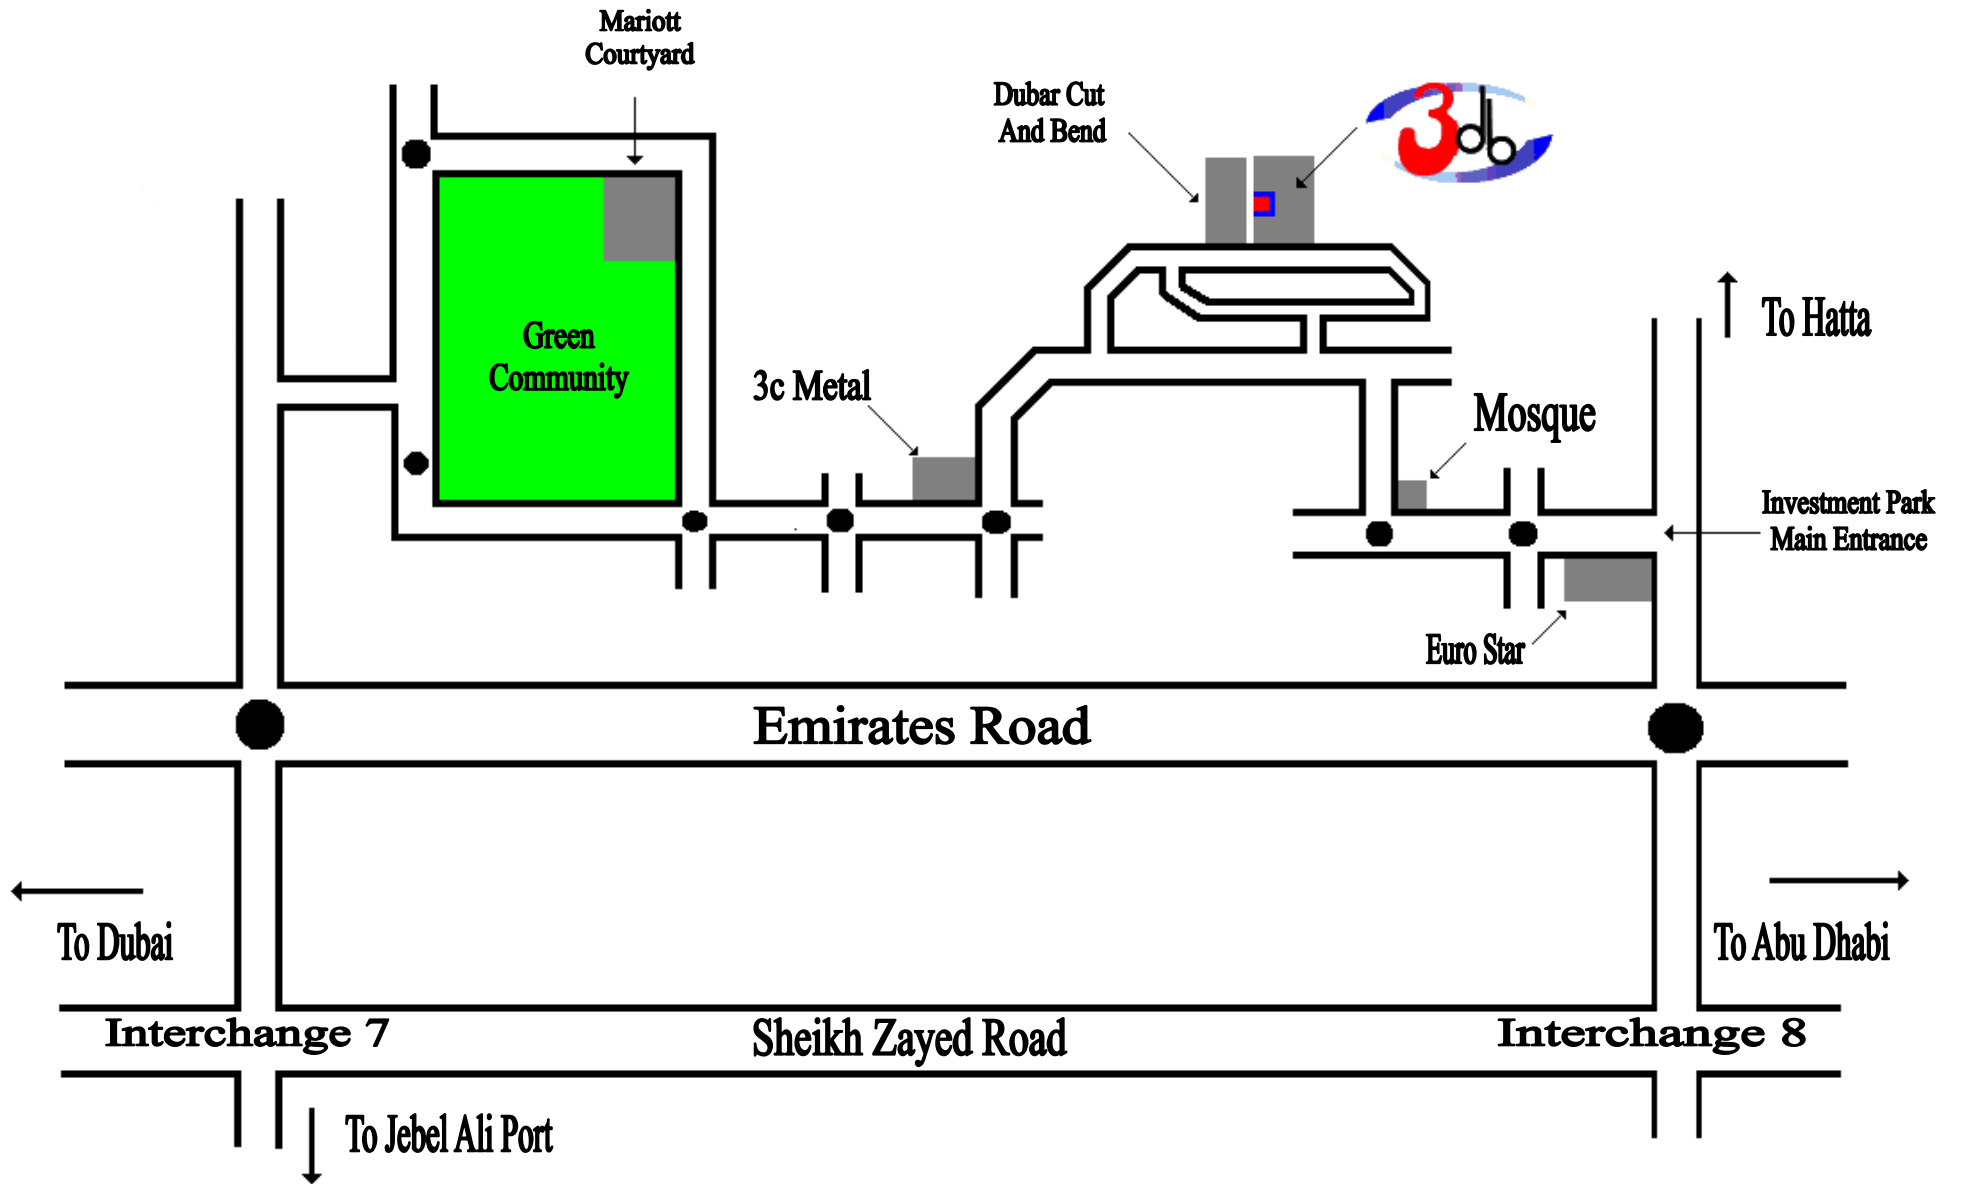 Mariott
Courtyard
Dubar Cut
And Bend
3db
To Hatta
Green
Community
3c Metal
Mosque
Investment Park
Main Entrance
Euro Star
Emirates Road
To Dubai
To Abu Dhabi
Interchange 7
Sheikh Zayed Road
Interchange 8
To Jebel Ali Port